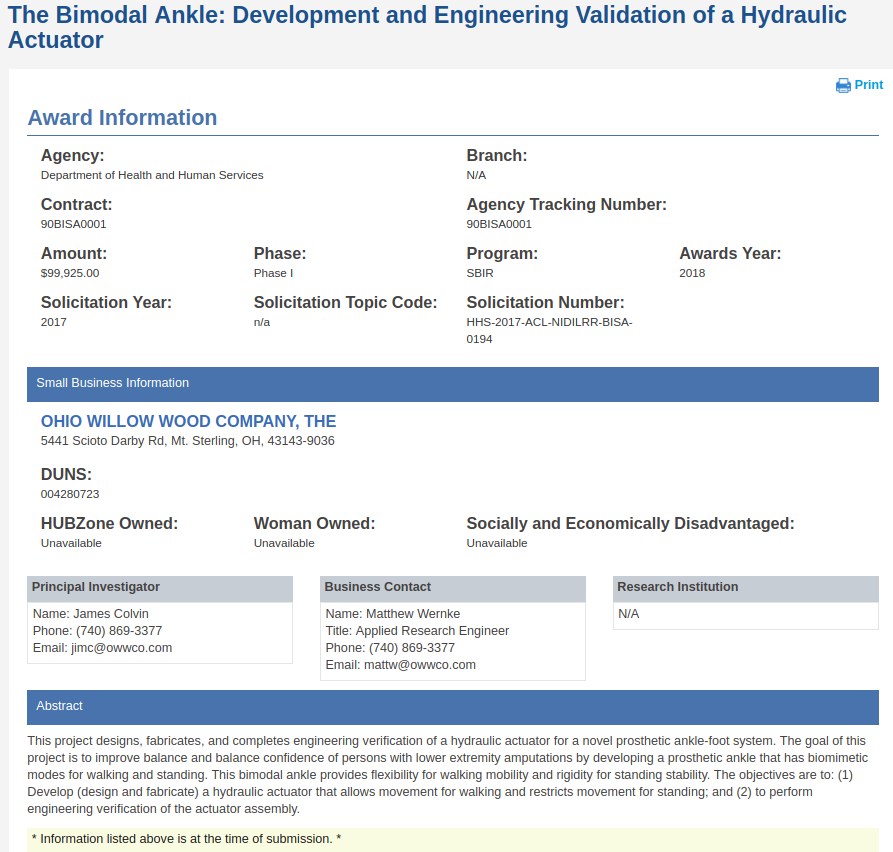 The Bimodal Ankle: Development and Engineering Validation of a Hydraulic
Actuator
Print
Award Information
Agency:
Department of Health and Human Services
Branch:
N/A
Contract:
90BISA0001
Agency Tracking Number:
90BISA0001
Amount:
$99,925.00
Phase:
Phase I
Program:
SBIR
Awards Year:
2018
Solicitation Year:
2017
Solicitation Topic Code:
n/a
Solicitation Number:
HHS-2017-ACL-NIDILRR-BISA-
0194
Small Business Information
OHIO WILLOW WOOD COMPANY, THE
5441 Scioto Darby Rd, Mt. Sterling, OH, 43143-9036
DUNS:
004280723
HUBZone Owned:
Unavailable
Woman Owned:
Unavailable
Socially and Economically Disadvantaged:
Unavailable
Principal Investigator
Name: James Colvin
Phone: (740) 869-3377
Email: jimc@owwco.com
Business Contact
Name: Matthew Wernke
Title: Applied Research Engineer
Phone: (740) 869-3377
Email: mattw@owwco.com
Research Institution
N/A
Abstract
This project designs, fabricates, and completes engineering verification of a hydraulic actuator for a novel prosthetic ankle-foot system. The goal of this
project is to improve balance and balance confidence of persons with lower extremity amputations by developing a prosthetic ankle that has biomimetic
modes for walking and standing. This bimodal ankle provides flexibility for walking mobility and rigidity for standing stability. The objectives are to: (1)
Develop (design and fabricate) a hydraulic actuator that allows movement for walking and restricts movement for standing; and (2) to perform
engineering verification of the actuator assembly.
* Information listed above is at the time of submission. *